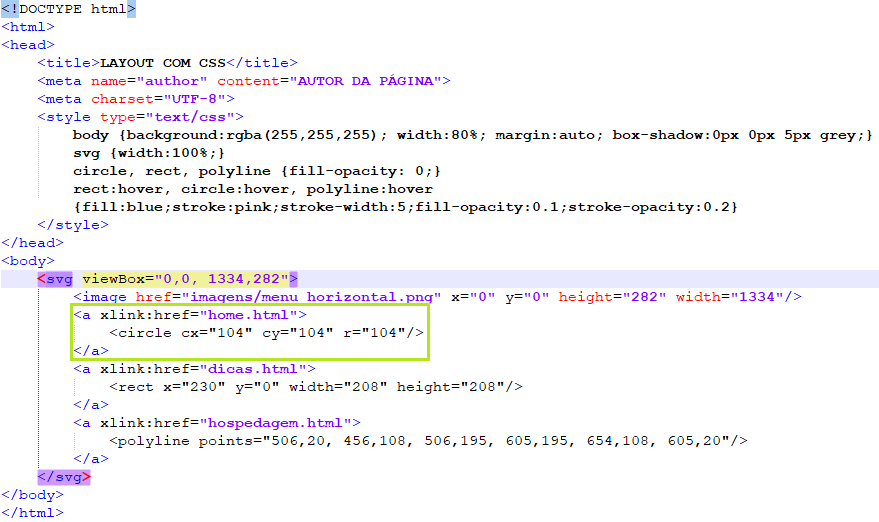 <!DOCTYPE html>
<html>
<head>
<title>LAYOUT COM CSS</title>
<meta name="author" content="AUTOR DA PÁGINA">
<meta charset="UTF-8">
<style type="text/css">
body {background:rgba(255,255,255); width:80%; margin:auto; box-shadow:0px 0px 5px grey;}
svg {width:100%;}
circle, rect, polyline {fill-opacity: 0;}
rect:hover, circle:hover, polyline:hover
{fill:blue;stroke:pink;stroke-width:5;fill-opacity:0.1;stroke-opacity:0.2}
</style>
</head>
<body>
<svg viewBox="0,0, 1334,282">
<image href="imagens/menu_horizontal.png" x="0" y="0" height="282" width="1334"/>
<a xlink:href="home.html">
<circle cx="104" cy="104" r="104"/>
</a>
<a xlink:href="dicas.html">
<rect x="230" y="0" width="208" height="208"/>
</a>
<a xlink:href="hospedagem.html">
<polyline points="506,20, 456,108, 506,195, 605,195, 654,108, 605,20"/>
</a>
</svg>
</body>
</html>